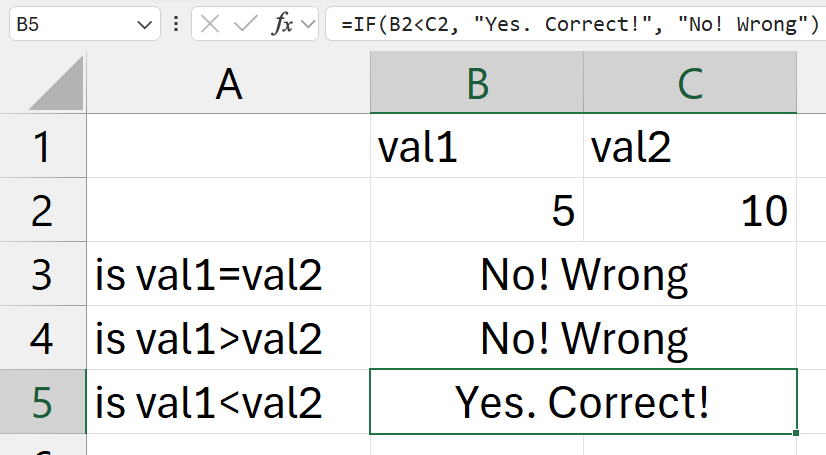 B5 fx =IF(B2<C2, "Yes. Correct!", "No! Wrong")
A B C
1 val1 val2
2 5 10
3 is val1=val2 No! Wrong
4 is val1>val2 No! Wrong
5 is val1<val2 Yes. Correct!